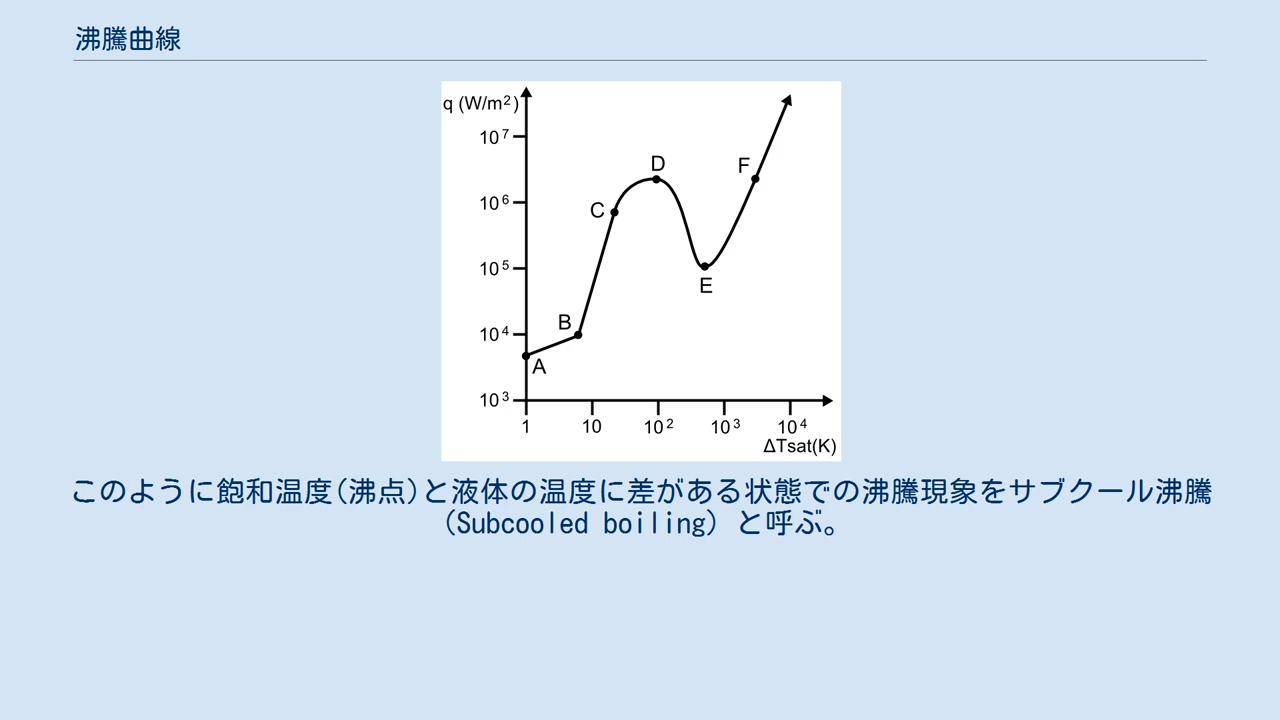 沸騰曲線
q (W/m²)
10⁷
10⁶
10⁵
10⁴
10³
A
B
C
D
E
F
1 10 10² 10³ 10⁴
ΔTsat(K)
このように飽和温度(沸点)と液体の温度に差がある状態での沸騰現象をサブクール沸騰
(Subcooled boiling) と呼ぶ。